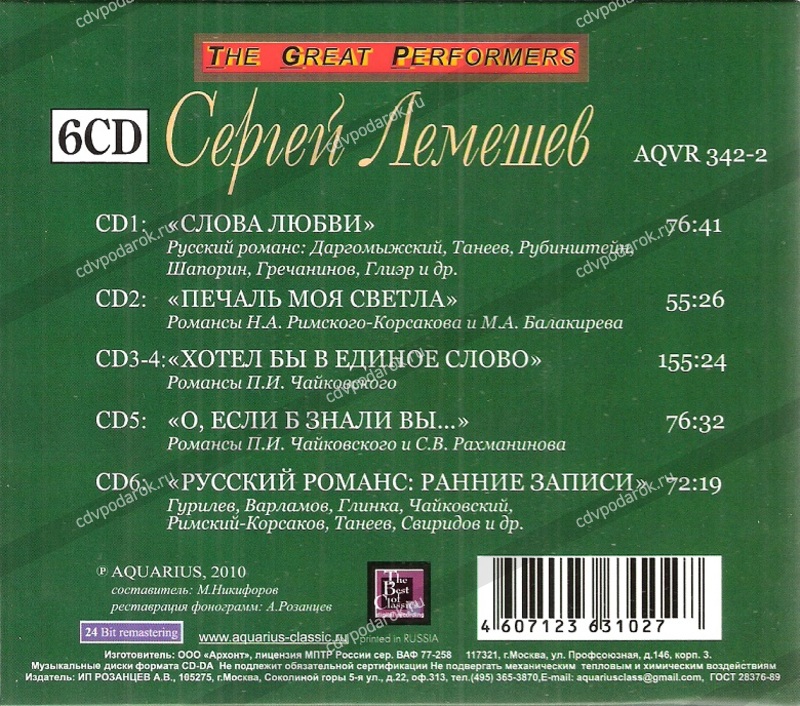 THE GREAT PERFORMERS
6CD Сергей Лемешев AQVR 342-2
CD1: «СЛОВА ЛЮБВИ» 76:41
Русский романс: Даргомыжский, Танеев, Рубинштейн,
Шапорин, Гречанинов, Глиэр и др.
CD2: «ПЕЧАЛЬ МОЯ СВЕТЛА» 55:26
Романсы Н.А. Римского-Корсакова и М.А. Балакирева
CD3-4: «ХОТЕЛ БЫ В ЕДИНОЕ СЛОВО» 155:24
Романсы П.И. Чайковского
CD5: «О, ЕСЛИ Б ЗНАЛИ ВЫ...» 76:32
Романсы П.И. Чайковского и С.В. Рахманинова
CD6: «РУССКИЙ РОМАНС: РАННИЕ ЗАПИСИ» 72:19
Гурилев, Варламов, Глинка, Чайковский,
Римский-Корсаков, Танеев, Свиридов и др.
℗ AQUARIUS, 2010
составитель: М.Никифоров
реставрация фонограмм: А.Розанцев
The
Best
of
Classics
24 Bit remastering www.aquarius-classic.ru printed in RUSSIA
4 607123 631027
Изготовитель: ООО «Архонт», лицензия МПТР России сер. ВАФ 77-258 117321, г.Москва, ул. Профсоюзная, д.146, корп. 3.
Музыкальные диски формата CD-DA Не подлежит обязательной сертификации Не подвергать механическим тепловым и химическим воздействиям
Издатель: ИП РОЗАНЦЕВ А.В., 105275, г.Москва, Соколиной горы 5-я ул., д.22, оф.313, тел.(495) 365-3870,E-mail: aquariusclass@gmail.com, ГОСТ 28376-89
cdvpodarok.ru